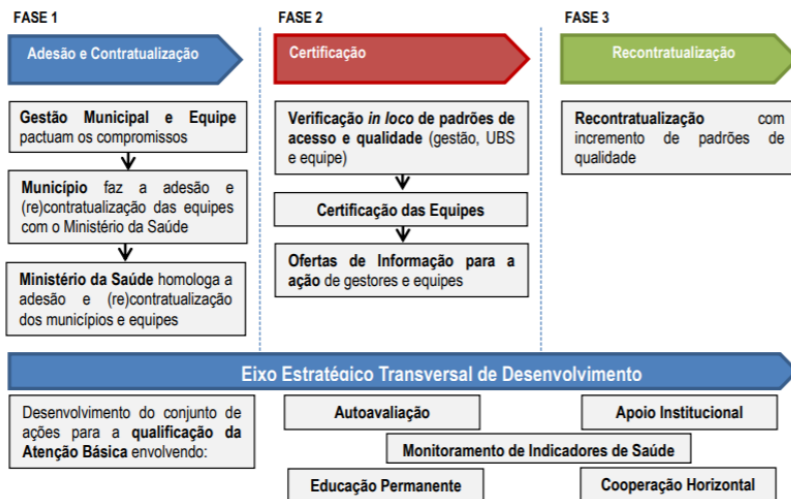 FASE 1
FASE 2
FASE 3
Adesão e Contratualização
Certificação
Recontratualização
Gestão Municipal e Equipe
pactuam os compromissos
Município faz a adesão e
(re)contratualização das equipes
com o Ministério da Saúde
Ministério da Saúde homologa a
adesão e (re)contratualização
dos municípios e equipes
Verificação in loco de padrões de
acesso e qualidade (gestão, UBS
e equipe)
Certificação das Equipes
Ofertas de Informação para a
ação de gestores e equipes
Recontratualização com
incremento de padrões de
qualidade
Eixo Estratégico Transversal de Desenvolvimento
Desenvolvimento do conjunto de
ações para a qualificação da
Atenção Básica envolvendo:
Autoavaliação
Apoio Institucional
Monitoramento de Indicadores de Saúde
Educação Permanente
Cooperação Horizontal